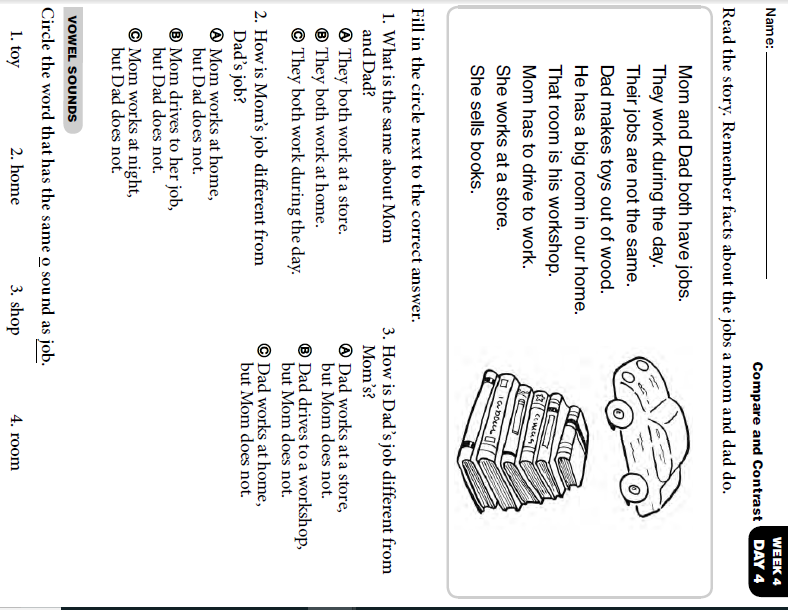 Name:
WEEK 4
DAY 4
Compare and Contrast
Read the story. Remember facts about the jobs a mom and dad do.
Mom and Dad both have jobs.
They work during the day.
Their jobs are not the same.
Dad makes toys out of wood.
He has a big room in our home.
That room is his workshop.
Mom has to drive to work.
She works at a store.
She sells books.
Fill in the circle next to the correct answer.
1. What is the same about Mom
and Dad?
Ⓐ They both work at a store.
Ⓑ They both work at home.
Ⓒ They both work during the day.
2. How is Mom's job different from
Dad's job?
Ⓐ Mom works at home,
but Dad does not.
Ⓑ Mom drives to her job,
but Dad does not.
Ⓒ Mom works at night,
but Dad does not.
3. How is Dad's job different from
Mom's?
Ⓐ Dad works at a store,
but Mom does not.
Ⓑ Dad drives to a workshop,
but Mom does not.
Ⓒ Dad works at home,
but Mom does not.
VOWEL SOUNDS
Circle the word that has the same o sound as job.
1. toy 2. home 3. shop 4. room